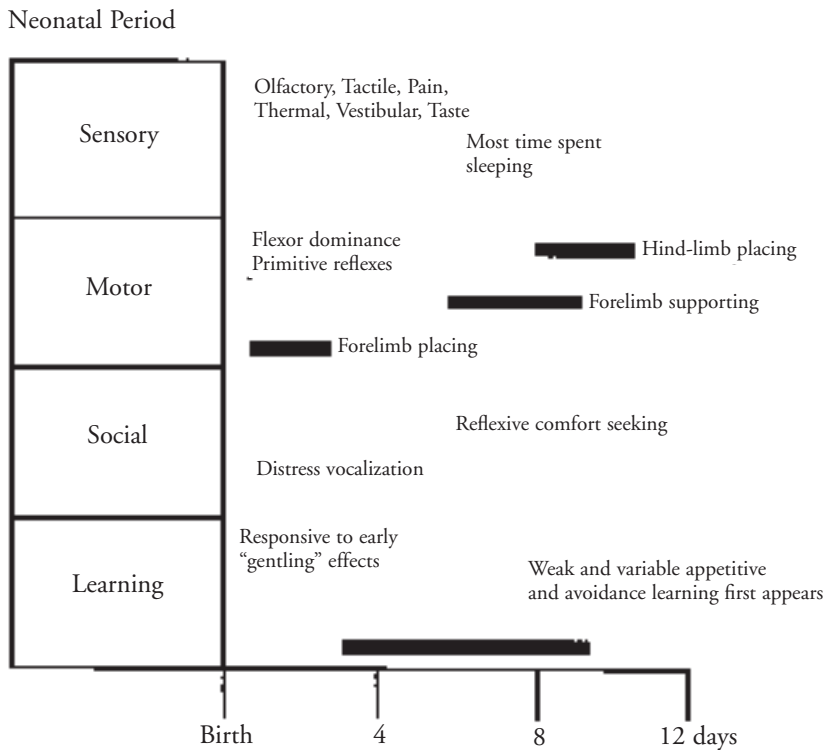 Neonatal Period
Sensory
Olfactory, Tactile, Pain,
Thermal, Vestibular, Taste
Most time spent
sleeping
Motor
Flexor dominance
Primitive reflexes
Hind-limb placing
Forelimb supporting
Forelimb placing
Social
Reflexive comfort seeking
Distress vocalization
Learning
Responsive to early
“gentling” effects
Weak and variable appetitive
and avoidance learning first appears
Birth 4 8 12 days